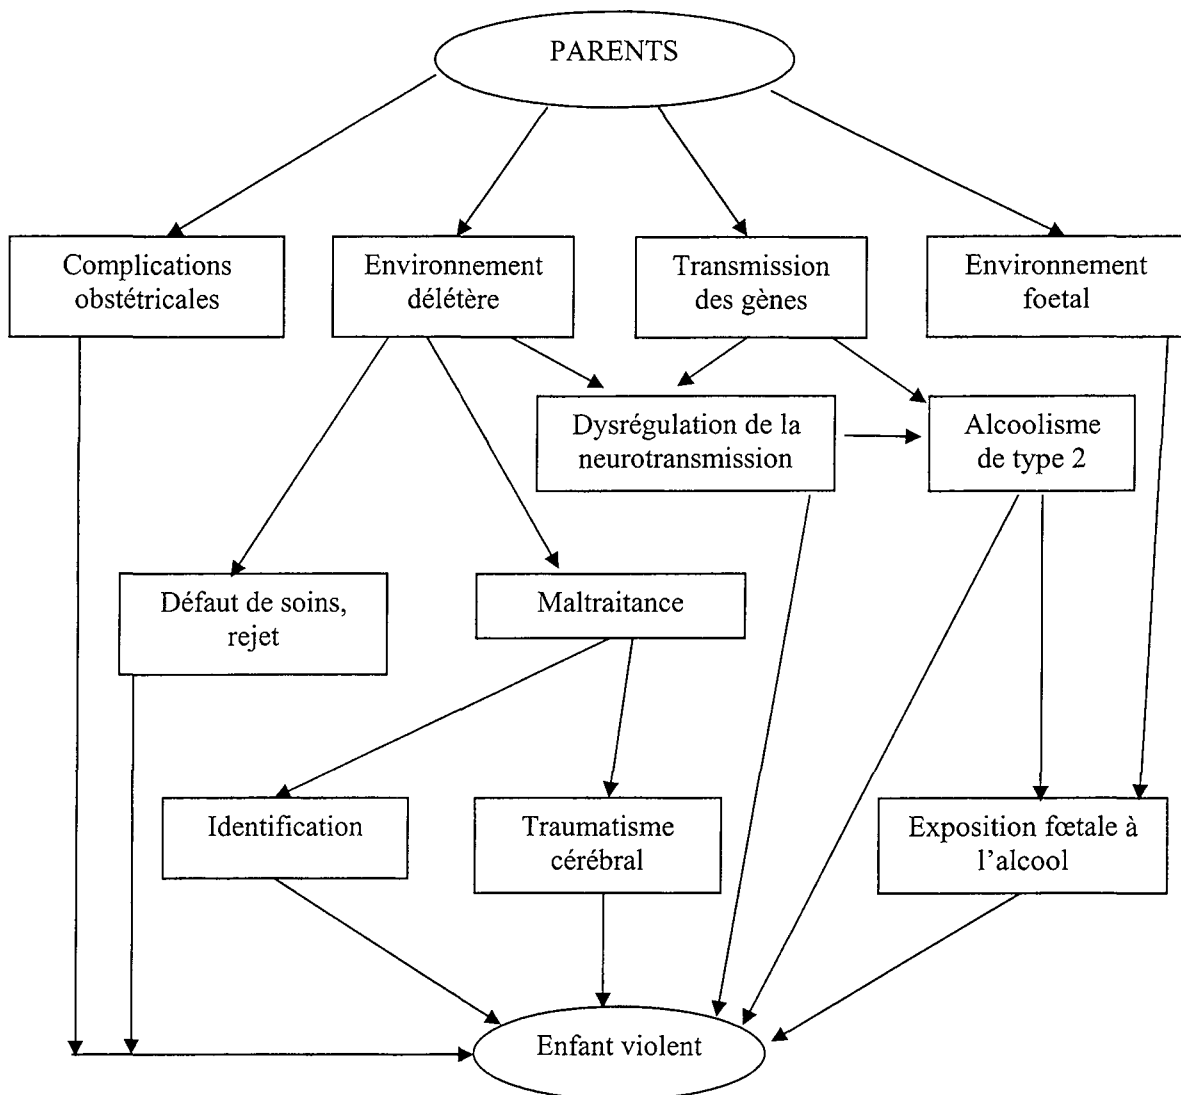 PARENTS
Complications
obstétricales
Environnement
délétère
Transmission
des gènes
Environnement
foetal
Dysrégulation de la
neurotransmission
Alcoolisme
de type 2
Défaut de soins,
rejet
Maltraitance
Identification
Traumatisme
cérébral
Exposition fœtale à
l’alcool
Enfant violent